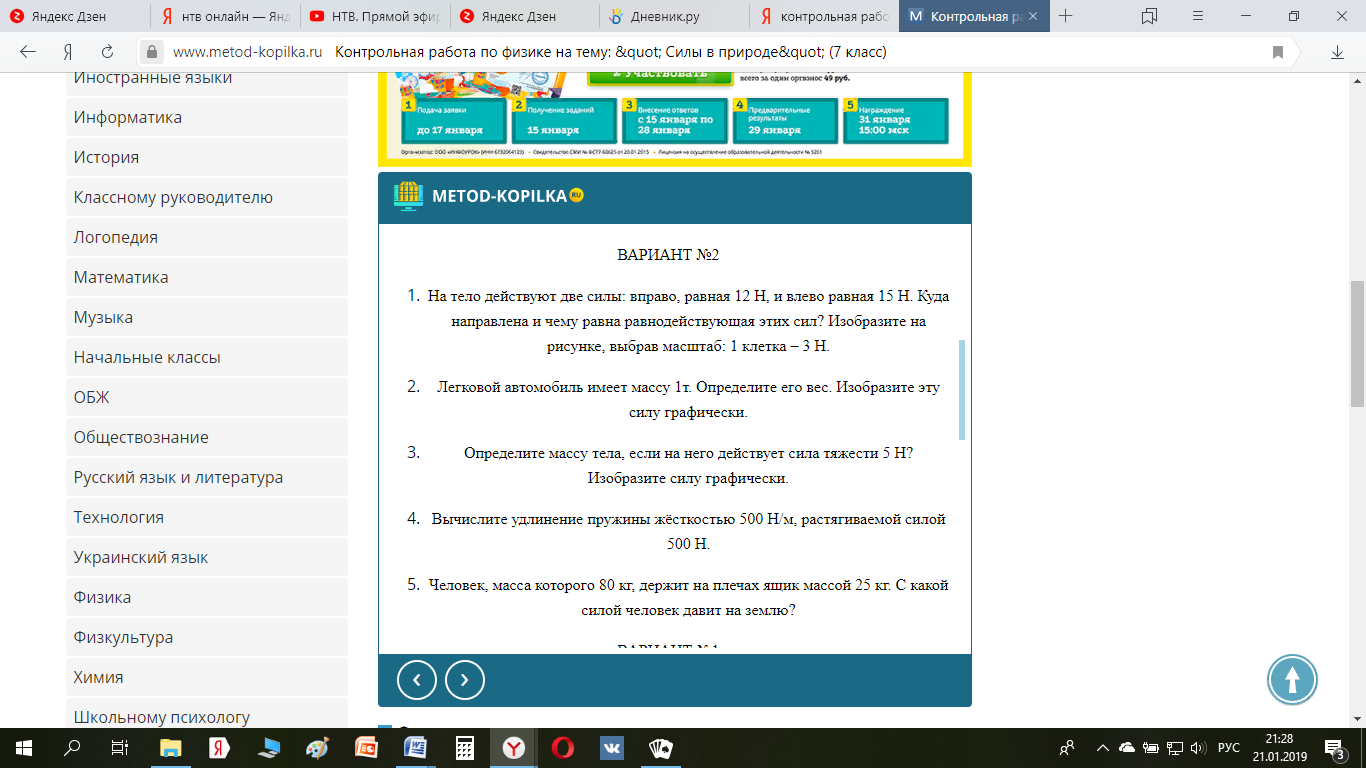 Яндекс Дзен
нтв онлайн — Янд
НТВ. Прямой эфир
Яндекс Дзен
Дневник.ру
контрольная рабо
Контрольная ра
www.metod-kopilka.ru Контрольная работа по физике на тему: &quot; Силы в природе&quot; (7 класс)
Иностранные языки
Информатика
История
Классному руководителю
Логопедия
Математика
Музыка
Начальные классы
ОБЖ
Обществознание
Русский язык и литература
Технология
Украинский язык
Физика
Физкультура
Химия
Школьному психологу
Участвовать
всего за один оргвзнос 49 руб.
1 Подача заявки
до 17 января
2 Получение заданий
15 января
3 Внесение ответов
с 15 января по
28 января
4 Предварительные
результаты
29 января
5 Награждение
31 января
15:00 мск
METOD-KOPILKA RU
ВАРИАНТ №2
1. На тело действуют две силы: вправо, равная 12 Н, и влево равная 15 Н. Куда
направлена и чему равна равнодействующая этих сил? Изобразите на
рисунке, выбрав масштаб: 1 клетка – 3 Н.
2. Легковой автомобиль имеет массу 1т. Определите его вес. Изобразите эту
силу графически.
3. Определите массу тела, если на него действует сила тяжести 5 Н?
Изобразите силу графически.
4. Вычислите удлинение пружины жёсткостью 500 Н/м, растягиваемой силой
500 Н.
5. Человек, масса которого 80 кг, держит на плечах ящик массой 25 кг. С какой
силой человек давит на землю?
РУС
21:28
21.01.2019
3